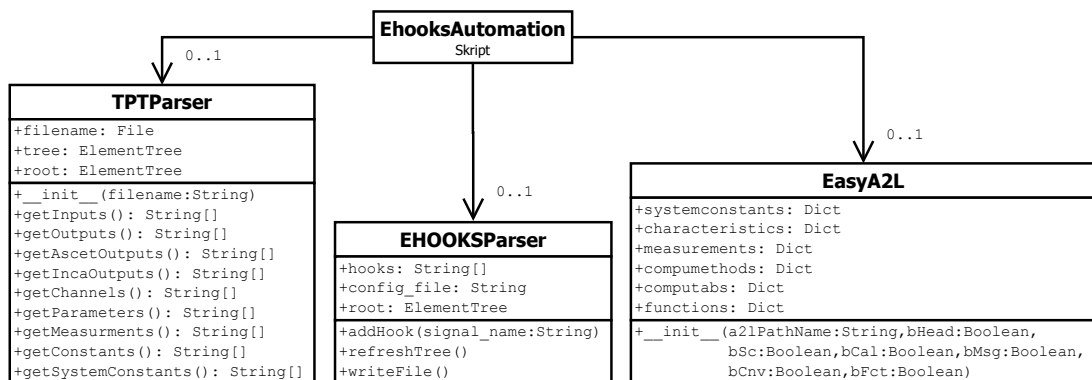 EhooksAutomation
Skript
0..1
TPTParser
+filename: File
+tree: ElementTree
+root: ElementTree
+__init__(filename:String)
+getInputs(): String[]
+getOutputs(): String[]
+getAscetOutputs(): String[]
+getIncaOutputs(): String[]
+getChannels(): String[]
+getParameters(): String[]
+getMeasurments(): String[]
+getConstants(): String[]
+getSystemConstants(): String[]
0..1
EHOOKSParser
+hooks: String[]
+config_file: String
+root: ElementTree
+addHook(signal_name:String)
+refreshTree()
+writeFile()
0..1
EasyA2L
+systemconstants: Dict
+characteristics: Dict
+measurements: Dict
+compumethods: Dict
+computabs: Dict
+functions: Dict
+__init__(a2lPathName:String,bHead:Boolean,
bSc:Boolean,bCal:Boolean,bMsg:Boolean,
bCnv:Boolean,bFct:Boolean)